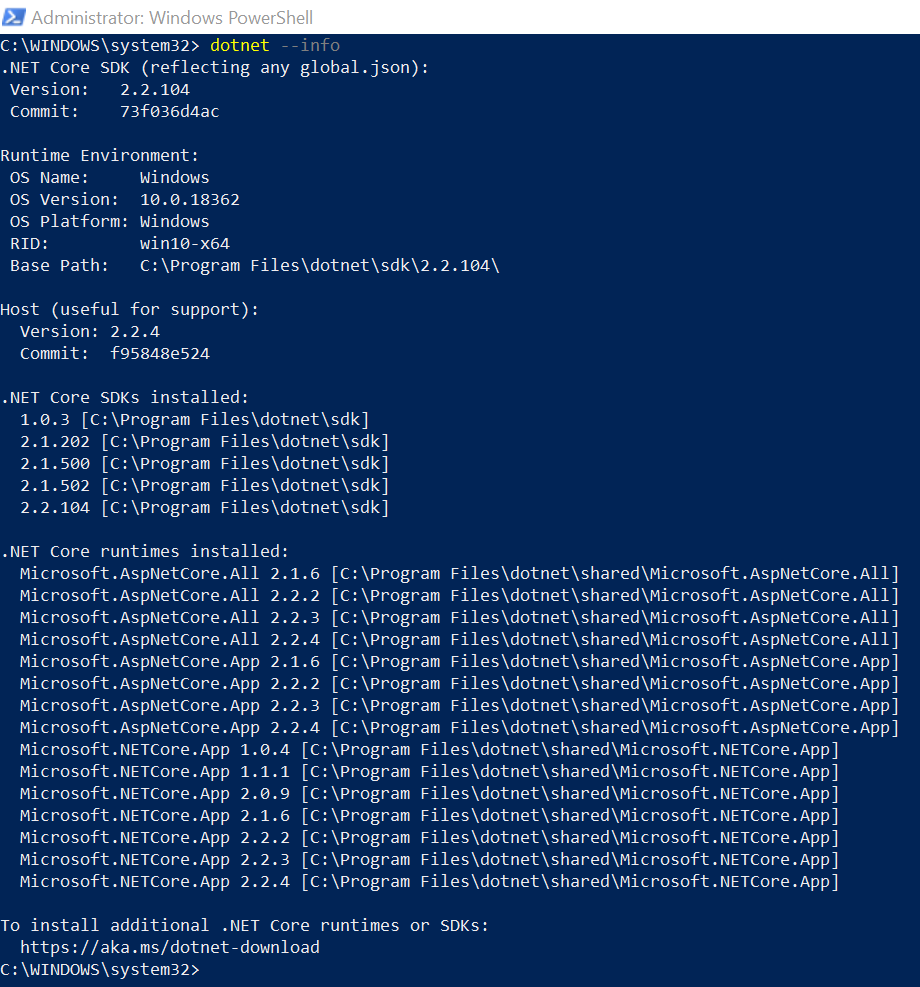 Administrator: Windows PowerShell
C:\WINDOWS\system32> dotnet --info
.NET Core SDK (reflecting any global.json):
 Version:   2.2.104
 Commit:    73f036d4ac

Runtime Environment:
 OS Name:     Windows
 OS Version:  10.0.18362
 OS Platform: Windows
 RID:         win10-x64
 Base Path:   C:\Program Files\dotnet\sdk\2.2.104\

Host (useful for support):
  Version: 2.2.4
  Commit:  f95848e524

.NET Core SDKs installed:
  1.0.3 [C:\Program Files\dotnet\sdk]
  2.1.202 [C:\Program Files\dotnet\sdk]
  2.1.500 [C:\Program Files\dotnet\sdk]
  2.1.502 [C:\Program Files\dotnet\sdk]
  2.2.104 [C:\Program Files\dotnet\sdk]

.NET Core runtimes installed:
  Microsoft.AspNetCore.All 2.1.6 [C:\Program Files\dotnet\shared\Microsoft.AspNetCore.All]
  Microsoft.AspNetCore.All 2.2.2 [C:\Program Files\dotnet\shared\Microsoft.AspNetCore.All]
  Microsoft.AspNetCore.All 2.2.3 [C:\Program Files\dotnet\shared\Microsoft.AspNetCore.All]
  Microsoft.AspNetCore.All 2.2.4 [C:\Program Files\dotnet\shared\Microsoft.AspNetCore.All]
  Microsoft.AspNetCore.App 2.1.6 [C:\Program Files\dotnet\shared\Microsoft.AspNetCore.App]
  Microsoft.AspNetCore.App 2.2.2 [C:\Program Files\dotnet\shared\Microsoft.AspNetCore.App]
  Microsoft.AspNetCore.App 2.2.3 [C:\Program Files\dotnet\shared\Microsoft.AspNetCore.App]
  Microsoft.AspNetCore.App 2.2.4 [C:\Program Files\dotnet\shared\Microsoft.AspNetCore.App]
  Microsoft.NETCore.App 1.0.4 [C:\Program Files\dotnet\shared\Microsoft.NETCore.App]
  Microsoft.NETCore.App 1.1.1 [C:\Program Files\dotnet\shared\Microsoft.NETCore.App]
  Microsoft.NETCore.App 2.0.9 [C:\Program Files\dotnet\shared\Microsoft.NETCore.App]
  Microsoft.NETCore.App 2.1.6 [C:\Program Files\dotnet\shared\Microsoft.NETCore.App]
  Microsoft.NETCore.App 2.2.2 [C:\Program Files\dotnet\shared\Microsoft.NETCore.App]
  Microsoft.NETCore.App 2.2.3 [C:\Program Files\dotnet\shared\Microsoft.NETCore.App]
  Microsoft.NETCore.App 2.2.4 [C:\Program Files\dotnet\shared\Microsoft.NETCore.App]

To install additional .NET Core runtimes or SDKs:
  https://aka.ms/dotnet-download
C:\WINDOWS\system32>